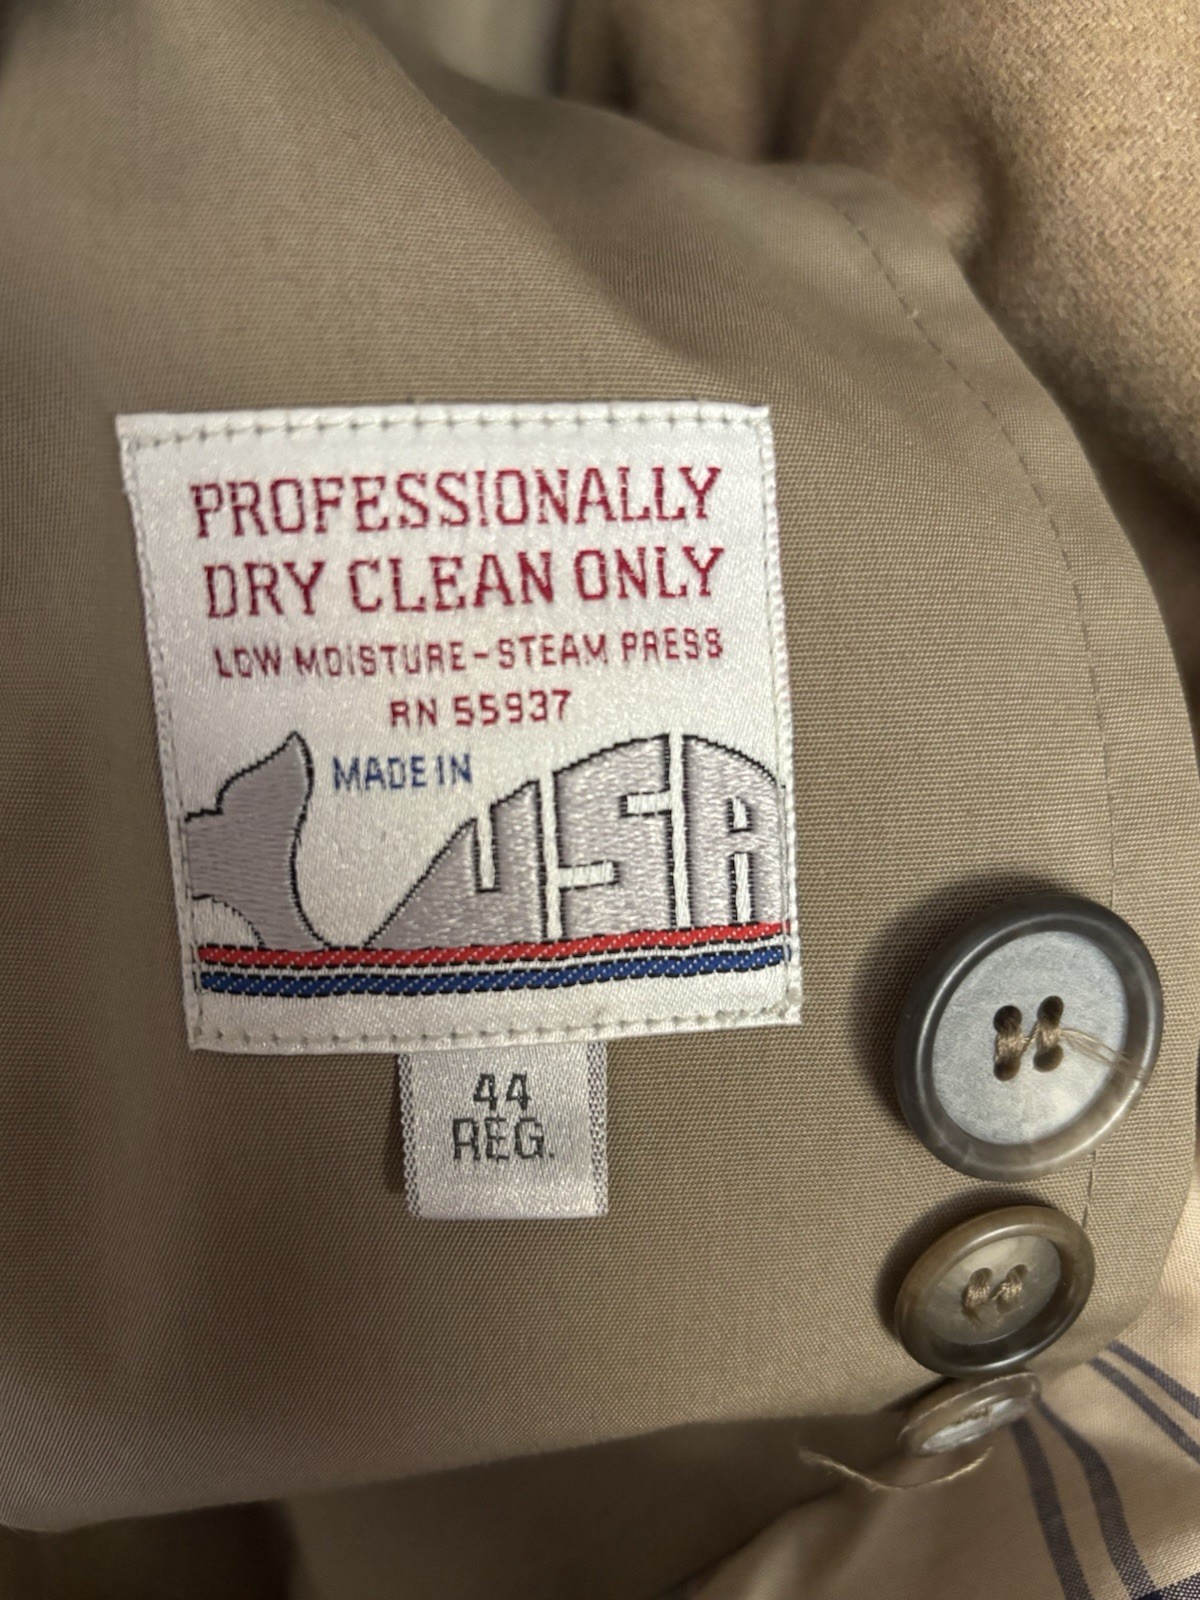 PROFESSIONALLY
DRY CLEAN ONLY
LOW MOISTURE-STEAM PRESS
RN 55937
MADE IN
USA
44
REG.